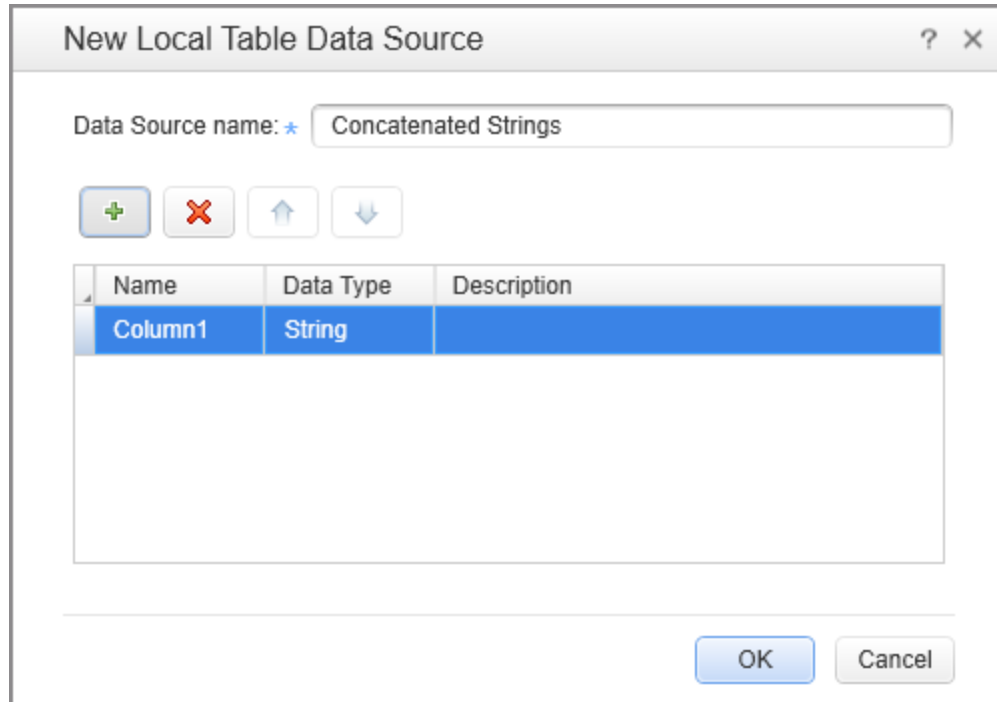 New Local Table Data Source ? ×
Data Source name: * Concatenated Strings
Name Data Type Description
Column1 String
OK Cancel